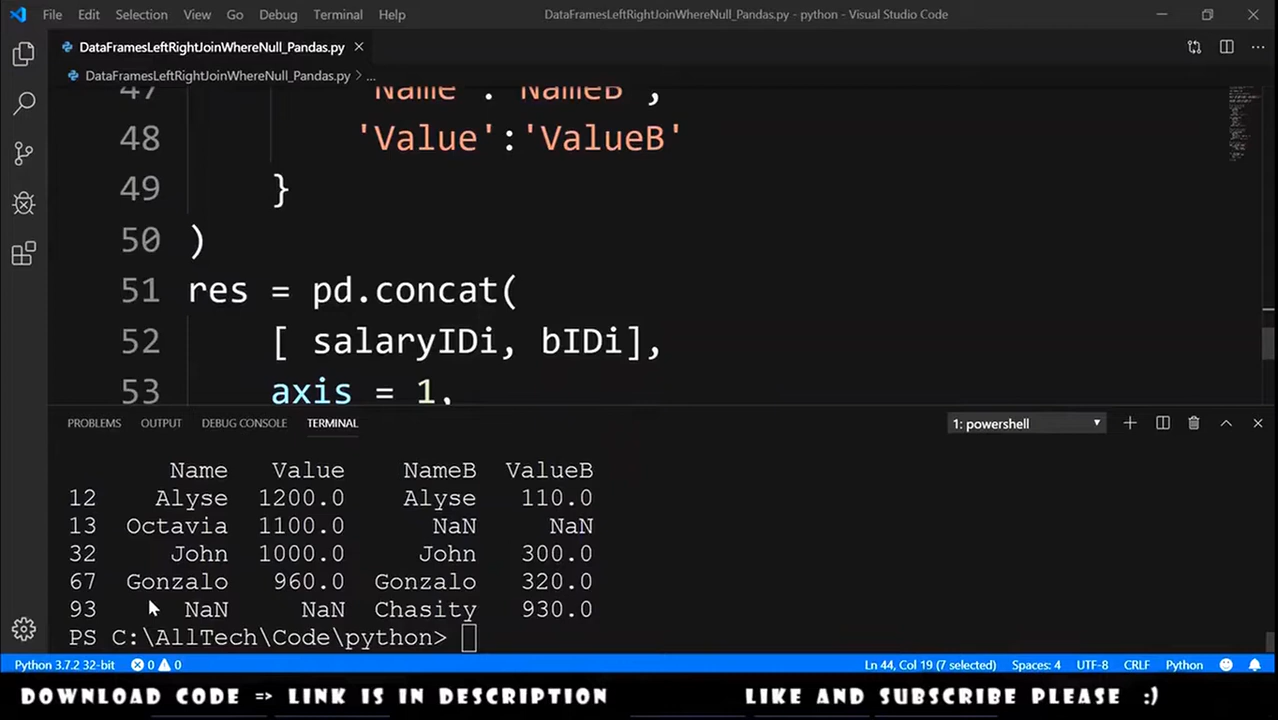 File Edit Selection View Go Debug Terminal Help DataFramesLeftRightJoinWhereNull_Pandas.py - python - Visual Studio Code
DataFramesLeftRightJoinWhereNull_Pandas.py
DataFramesLeftRightJoinWhereNull_Pandas.py > ...
47 'Name': 'NameB',
48 'Value':'ValueB'
49 }
50 )
51 res = pd.concat(
52 [ salaryIDi, bIDi],
53 axis = 1,
PROBLEMS OUTPUT DEBUG CONSOLE TERMINAL 1: powershell
Name Value NameB ValueB
12 Alyse 1200.0 Alyse 110.0
13 Octavia 1100.0 NaN NaN
32 John 1000.0 John 300.0
67 Gonzalo 960.0 Gonzalo 320.0
93 NaN NaN Chasity 930.0
PS C:\AllTech\Code\python>
Python 3.7.2 32-bit 0 0 Ln 44, Col 19 (7 selected) Spaces: 4 UTF-8 CRLF Python
DOWNLOAD CODE => LINK IS IN DESCRIPTION LIKE AND SUBSCRIBE PLEASE :)